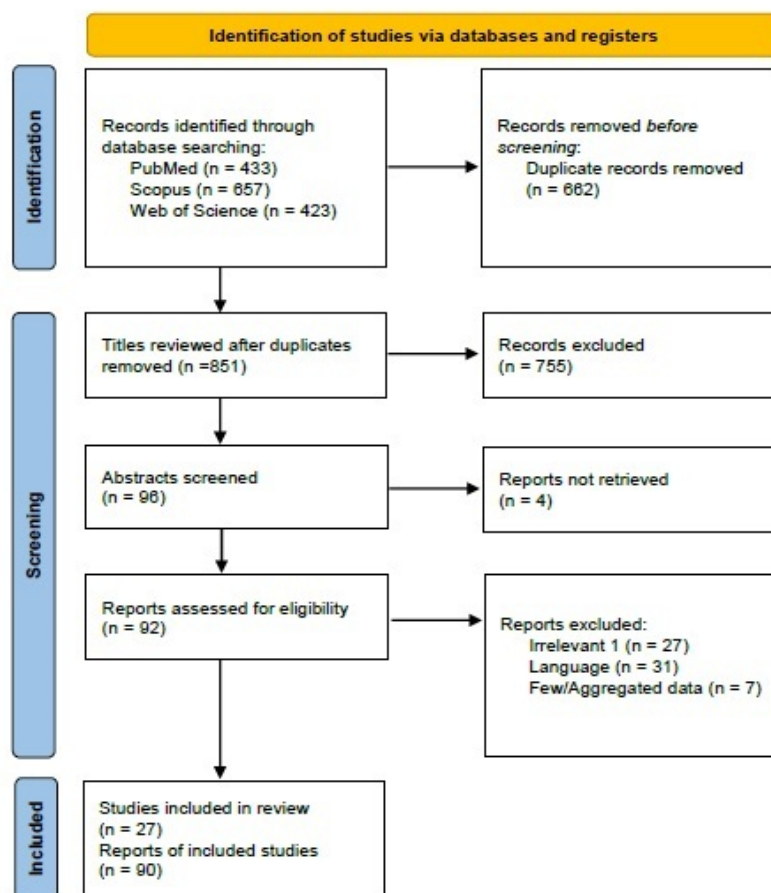 Identification of studies via databases and registers
Identification
Records identified through
database searching:
PubMed (n = 433)
Scopus (n = 657)
Web of Science (n = 423)
Records removed before
screening:
Duplicate records removed
(n = 662)
Screening
Titles reviewed after duplicates
removed (n =851)
Records excluded
(n = 755)
Abstracts screened
(n = 96)
Reports not retrieved
(n = 4)
Reports assessed for eligibility
(n = 92)
Reports excluded:
Irrelevant 1 (n = 27)
Language (n = 31)
Few/Aggregated data (n = 7)
Included
Studies included in review
(n = 27)
Reports of included studies
(n = 90)